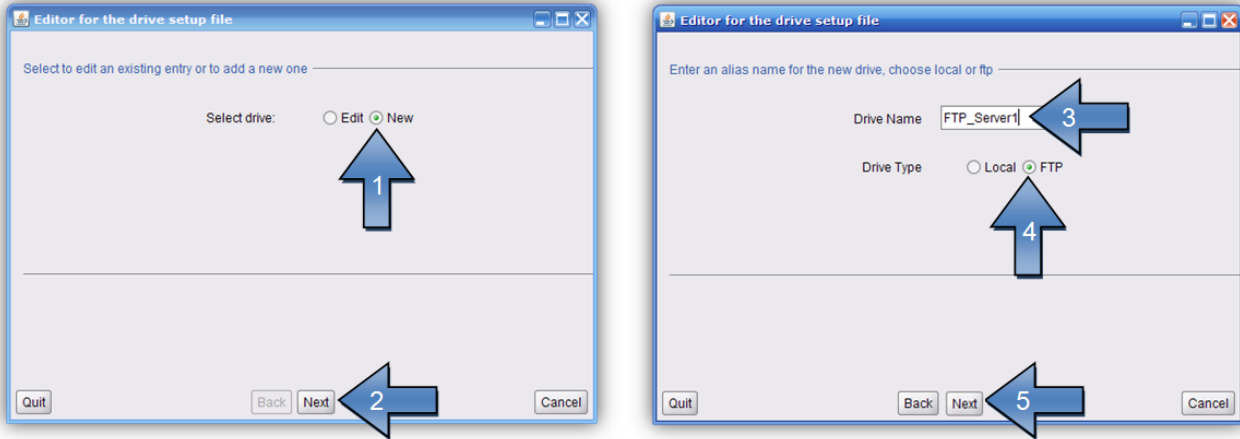 Editor for the drive setup file
Select to edit an existing entry or to add a new one
Select drive: Edit New
1
2
Quit Back Next Cancel
Editor for the drive setup file
Enter an alias name for the new drive, choose local or ftp
Drive Name FTP_Server1
3
Drive Type Local FTP
4
5
Quit Back Next Cancel